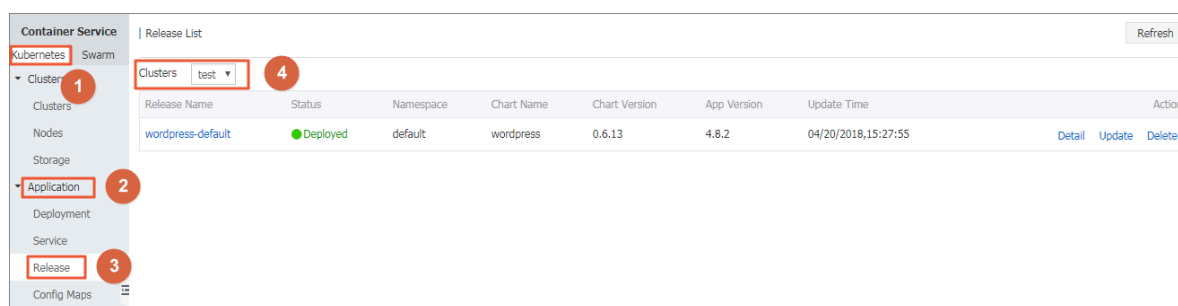 Container Service
Kubernetes Swarm
Clusters
1
Clusters
Nodes
Storage
Application 2
Deployment
Service
Release 3
Config Maps
Release List Refresh
Clusters test 4
Release Name Status Namespace Chart Name Chart Version App Version Update Time Actio
wordpress-default Deployed default wordpress 0.6.13 4.8.2 04/20/2018,15:27:55 Detail Update Delete